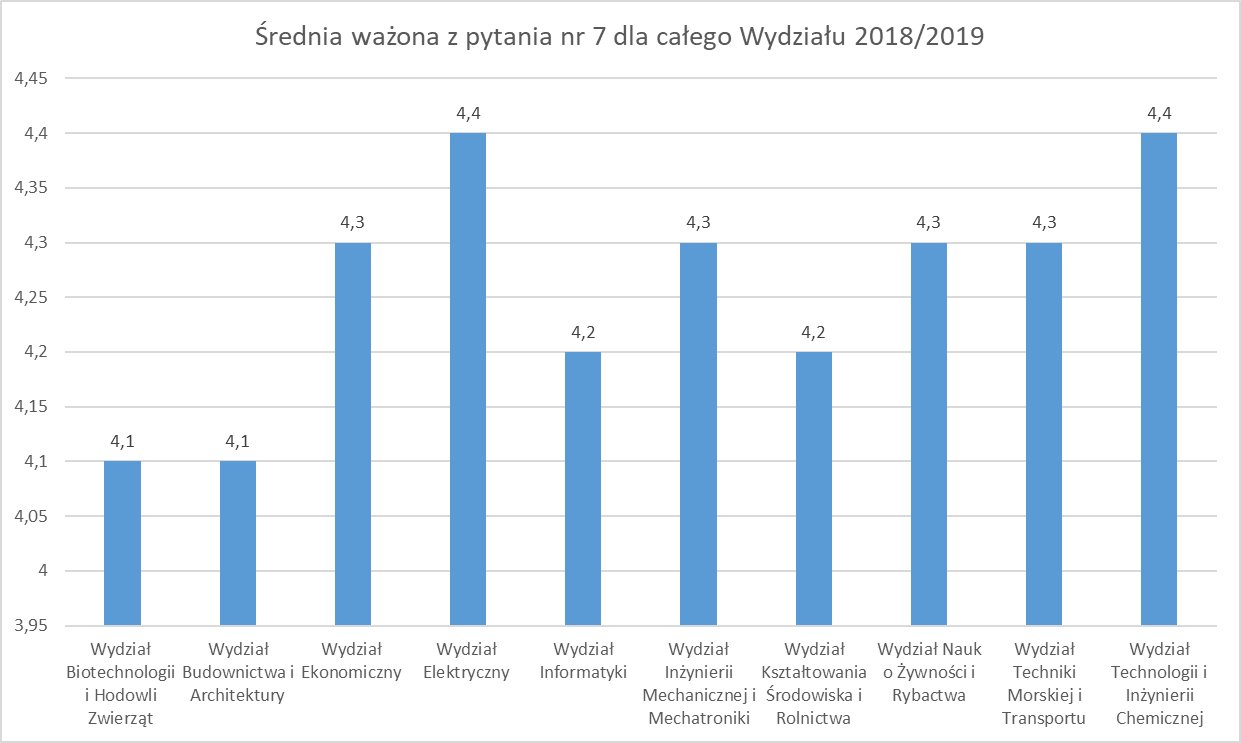 Średnia ważona z pytania nr 7 dla całego Wydziału 2018/2019
4,45
4,4
4,35
4,3
4,25
4,2
4,15
4,1
4,05
4
3,95
4,1
4,1
4,3
4,4
4,2
4,3
4,2
4,3
4,3
4,4
Wydział
Biotechnologii
i Hodowli
Zwierząt
Wydział
Budownictwa i
Architektury
Wydział
Ekonomiczny
Wydział
Elektryczny
Wydział
Informatyki
Wydział
Inżynierii
Mechanicznej i
Mechatroniki
Wydział
Kształtowania
Środowiska i
Rolnictwa
Wydział Nauk
o Żywności i
Rybactwa
Wydział
Techniki
Morskiej i
Transportu
Wydział
Technologii i
Inżynierii
Chemicznej